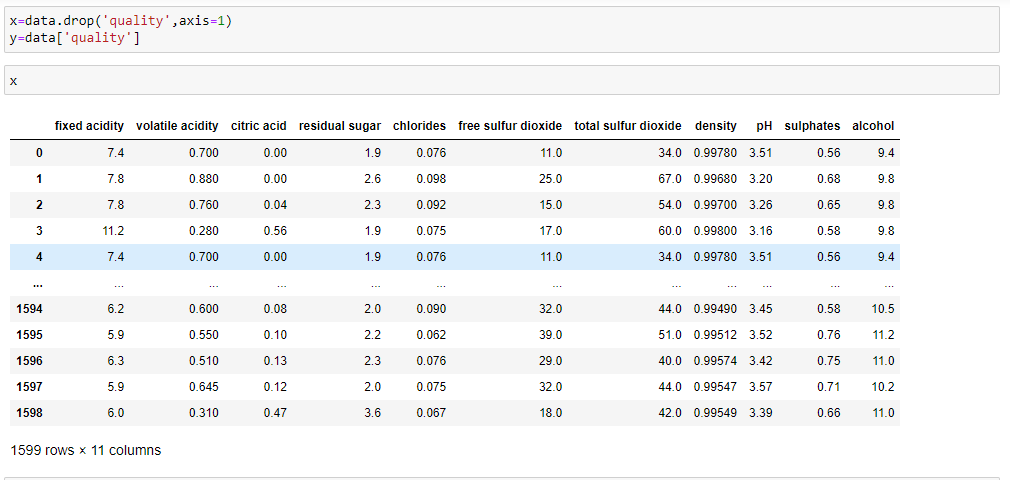 x=data.drop('quality',axis=1)
y=data['quality']
x
fixed acidity volatile acidity citric acid residual sugar chlorides free sulfur dioxide total sulfur dioxide density pH sulphates alcohol
0 7.4 0.700 0.00 1.9 0.076 11.0 34.0 0.99780 3.51 0.56 9.4
1 7.8 0.880 0.00 2.6 0.098 25.0 67.0 0.99680 3.20 0.68 9.8
2 7.8 0.760 0.04 2.3 0.092 15.0 54.0 0.99700 3.26 0.65 9.8
3 11.2 0.280 0.56 1.9 0.075 17.0 60.0 0.99800 3.16 0.58 9.8
4 7.4 0.700 0.00 1.9 0.076 11.0 34.0 0.99780 3.51 0.56 9.4
... ... ... ... ... ... ... ... ... ... ... ...
1594 6.2 0.600 0.08 2.0 0.090 32.0 44.0 0.99490 3.45 0.58 10.5
1595 5.9 0.550 0.10 2.2 0.062 39.0 51.0 0.99512 3.52 0.76 11.2
1596 6.3 0.510 0.13 2.3 0.076 29.0 40.0 0.99574 3.42 0.75 11.0
1597 5.9 0.645 0.12 2.0 0.075 32.0 44.0 0.99547 3.57 0.71 10.2
1598 6.0 0.310 0.47 3.6 0.067 18.0 42.0 0.99549 3.39 0.66 11.0
1599 rows × 11 columns